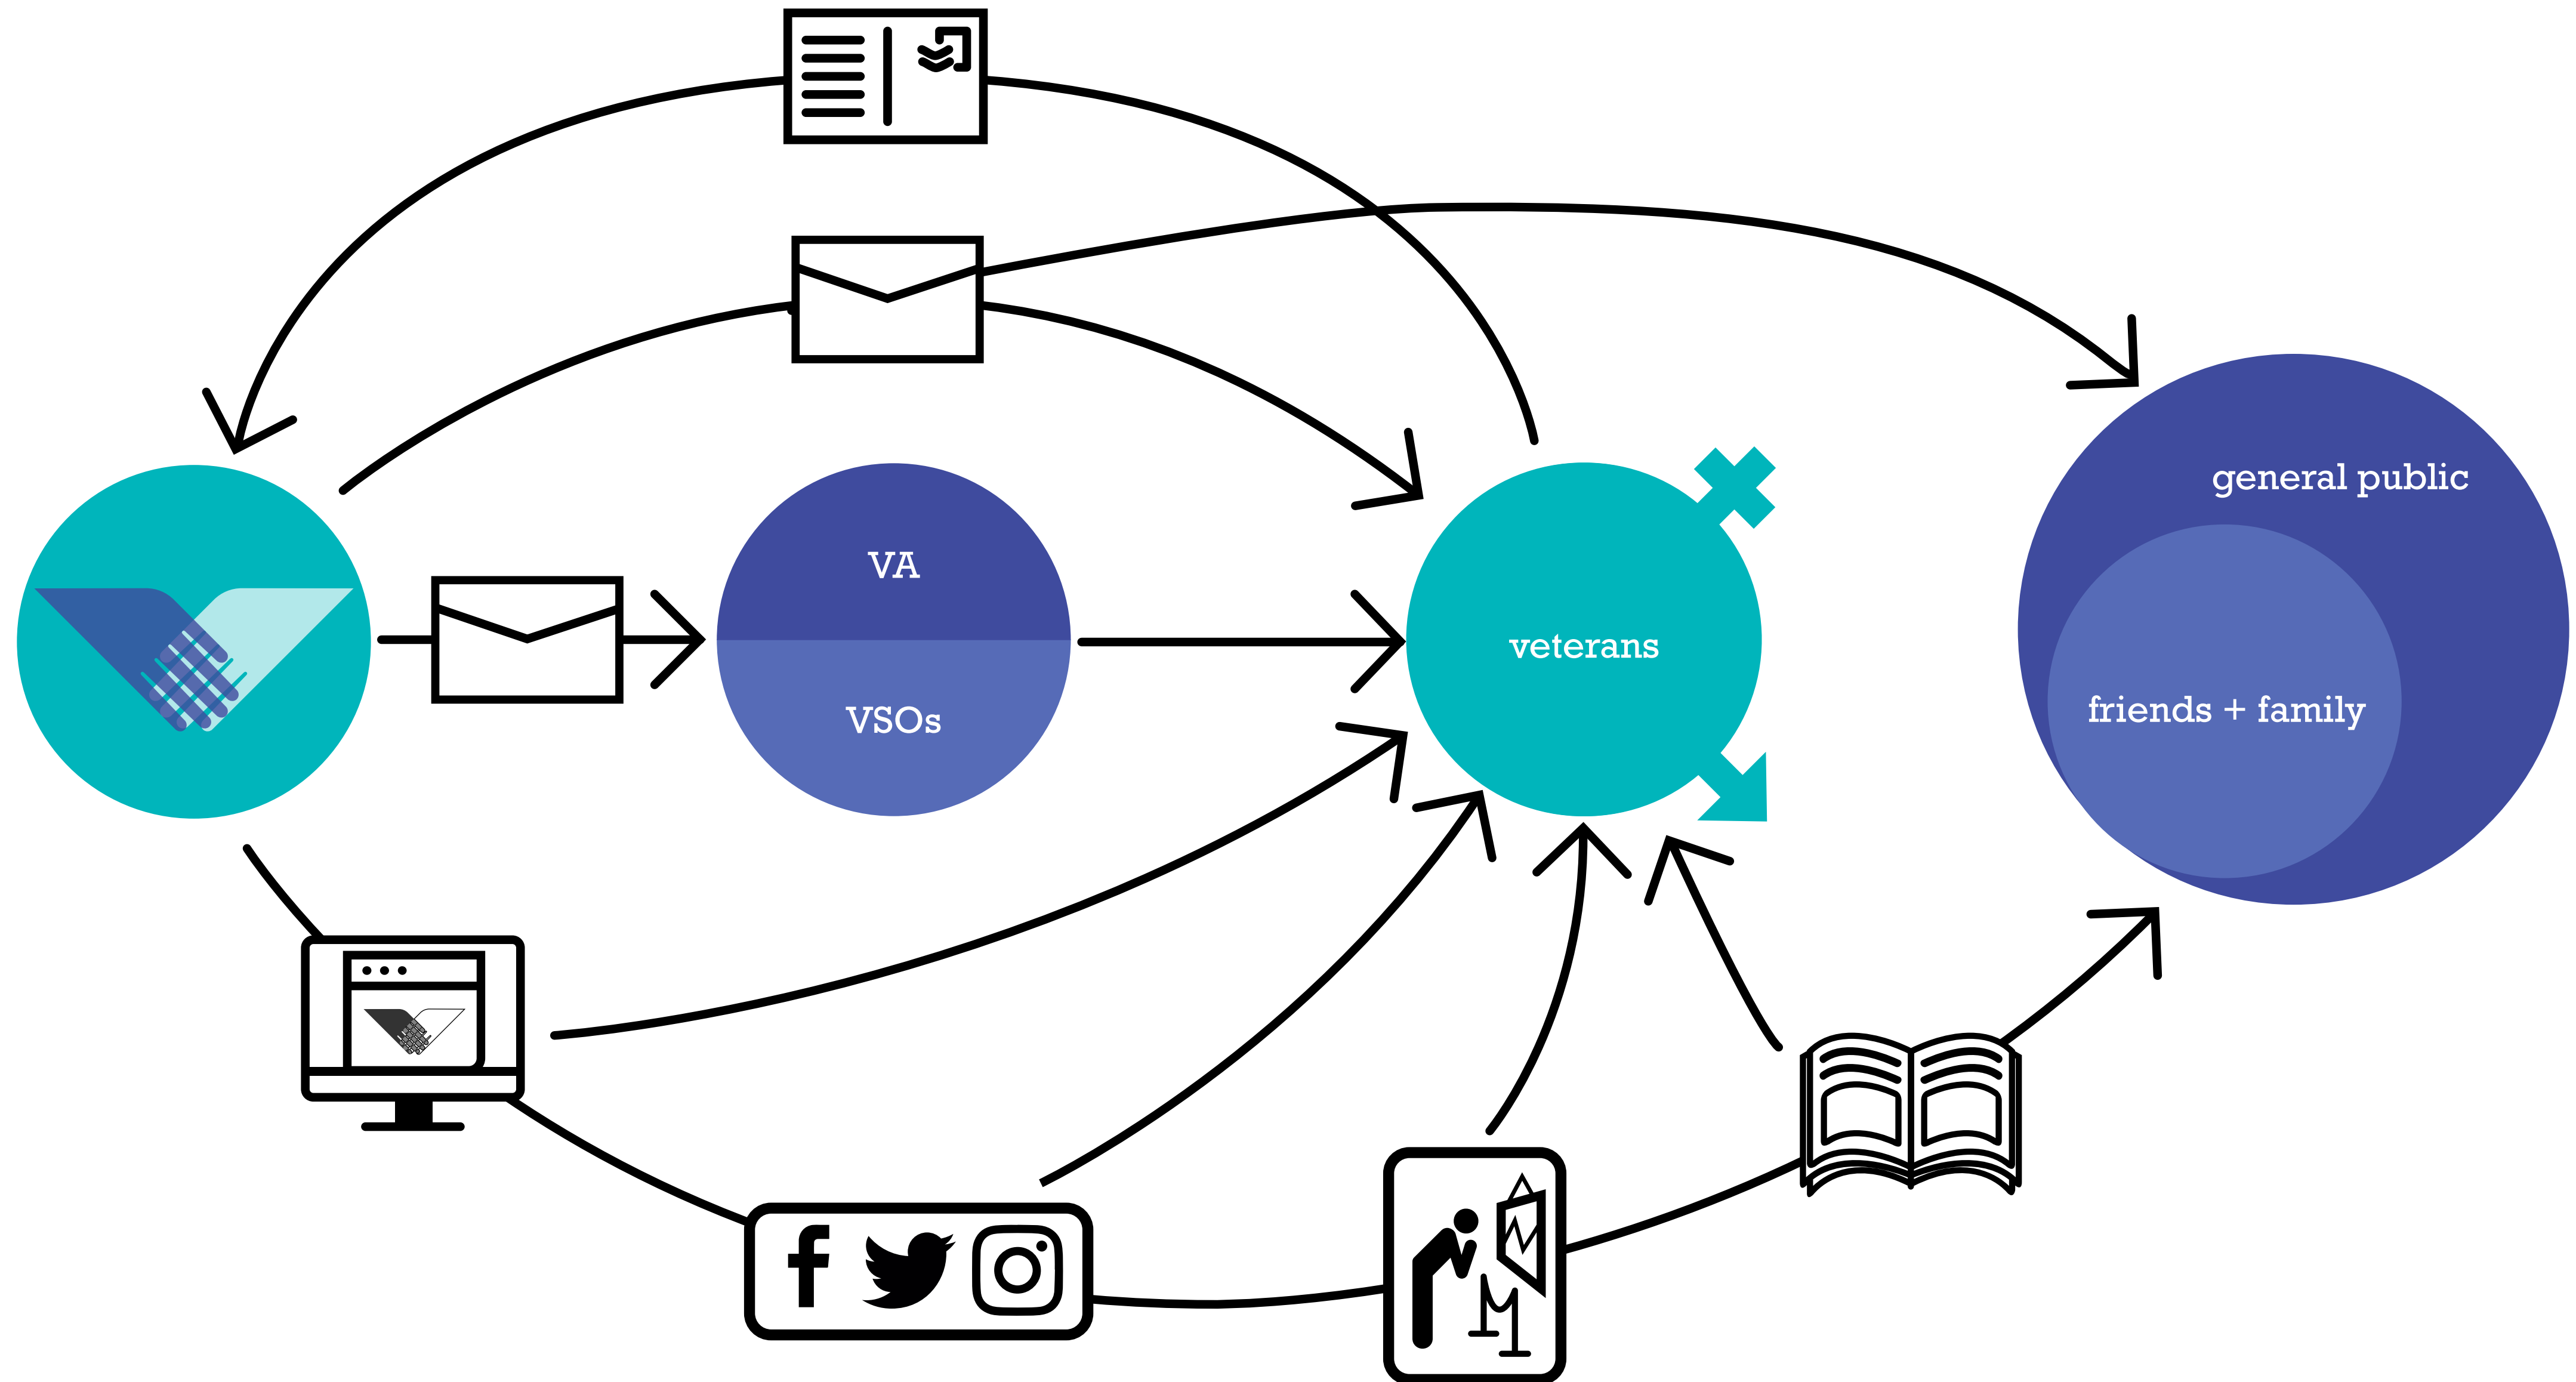 general public
VA
veterans
friends + family
VSOs